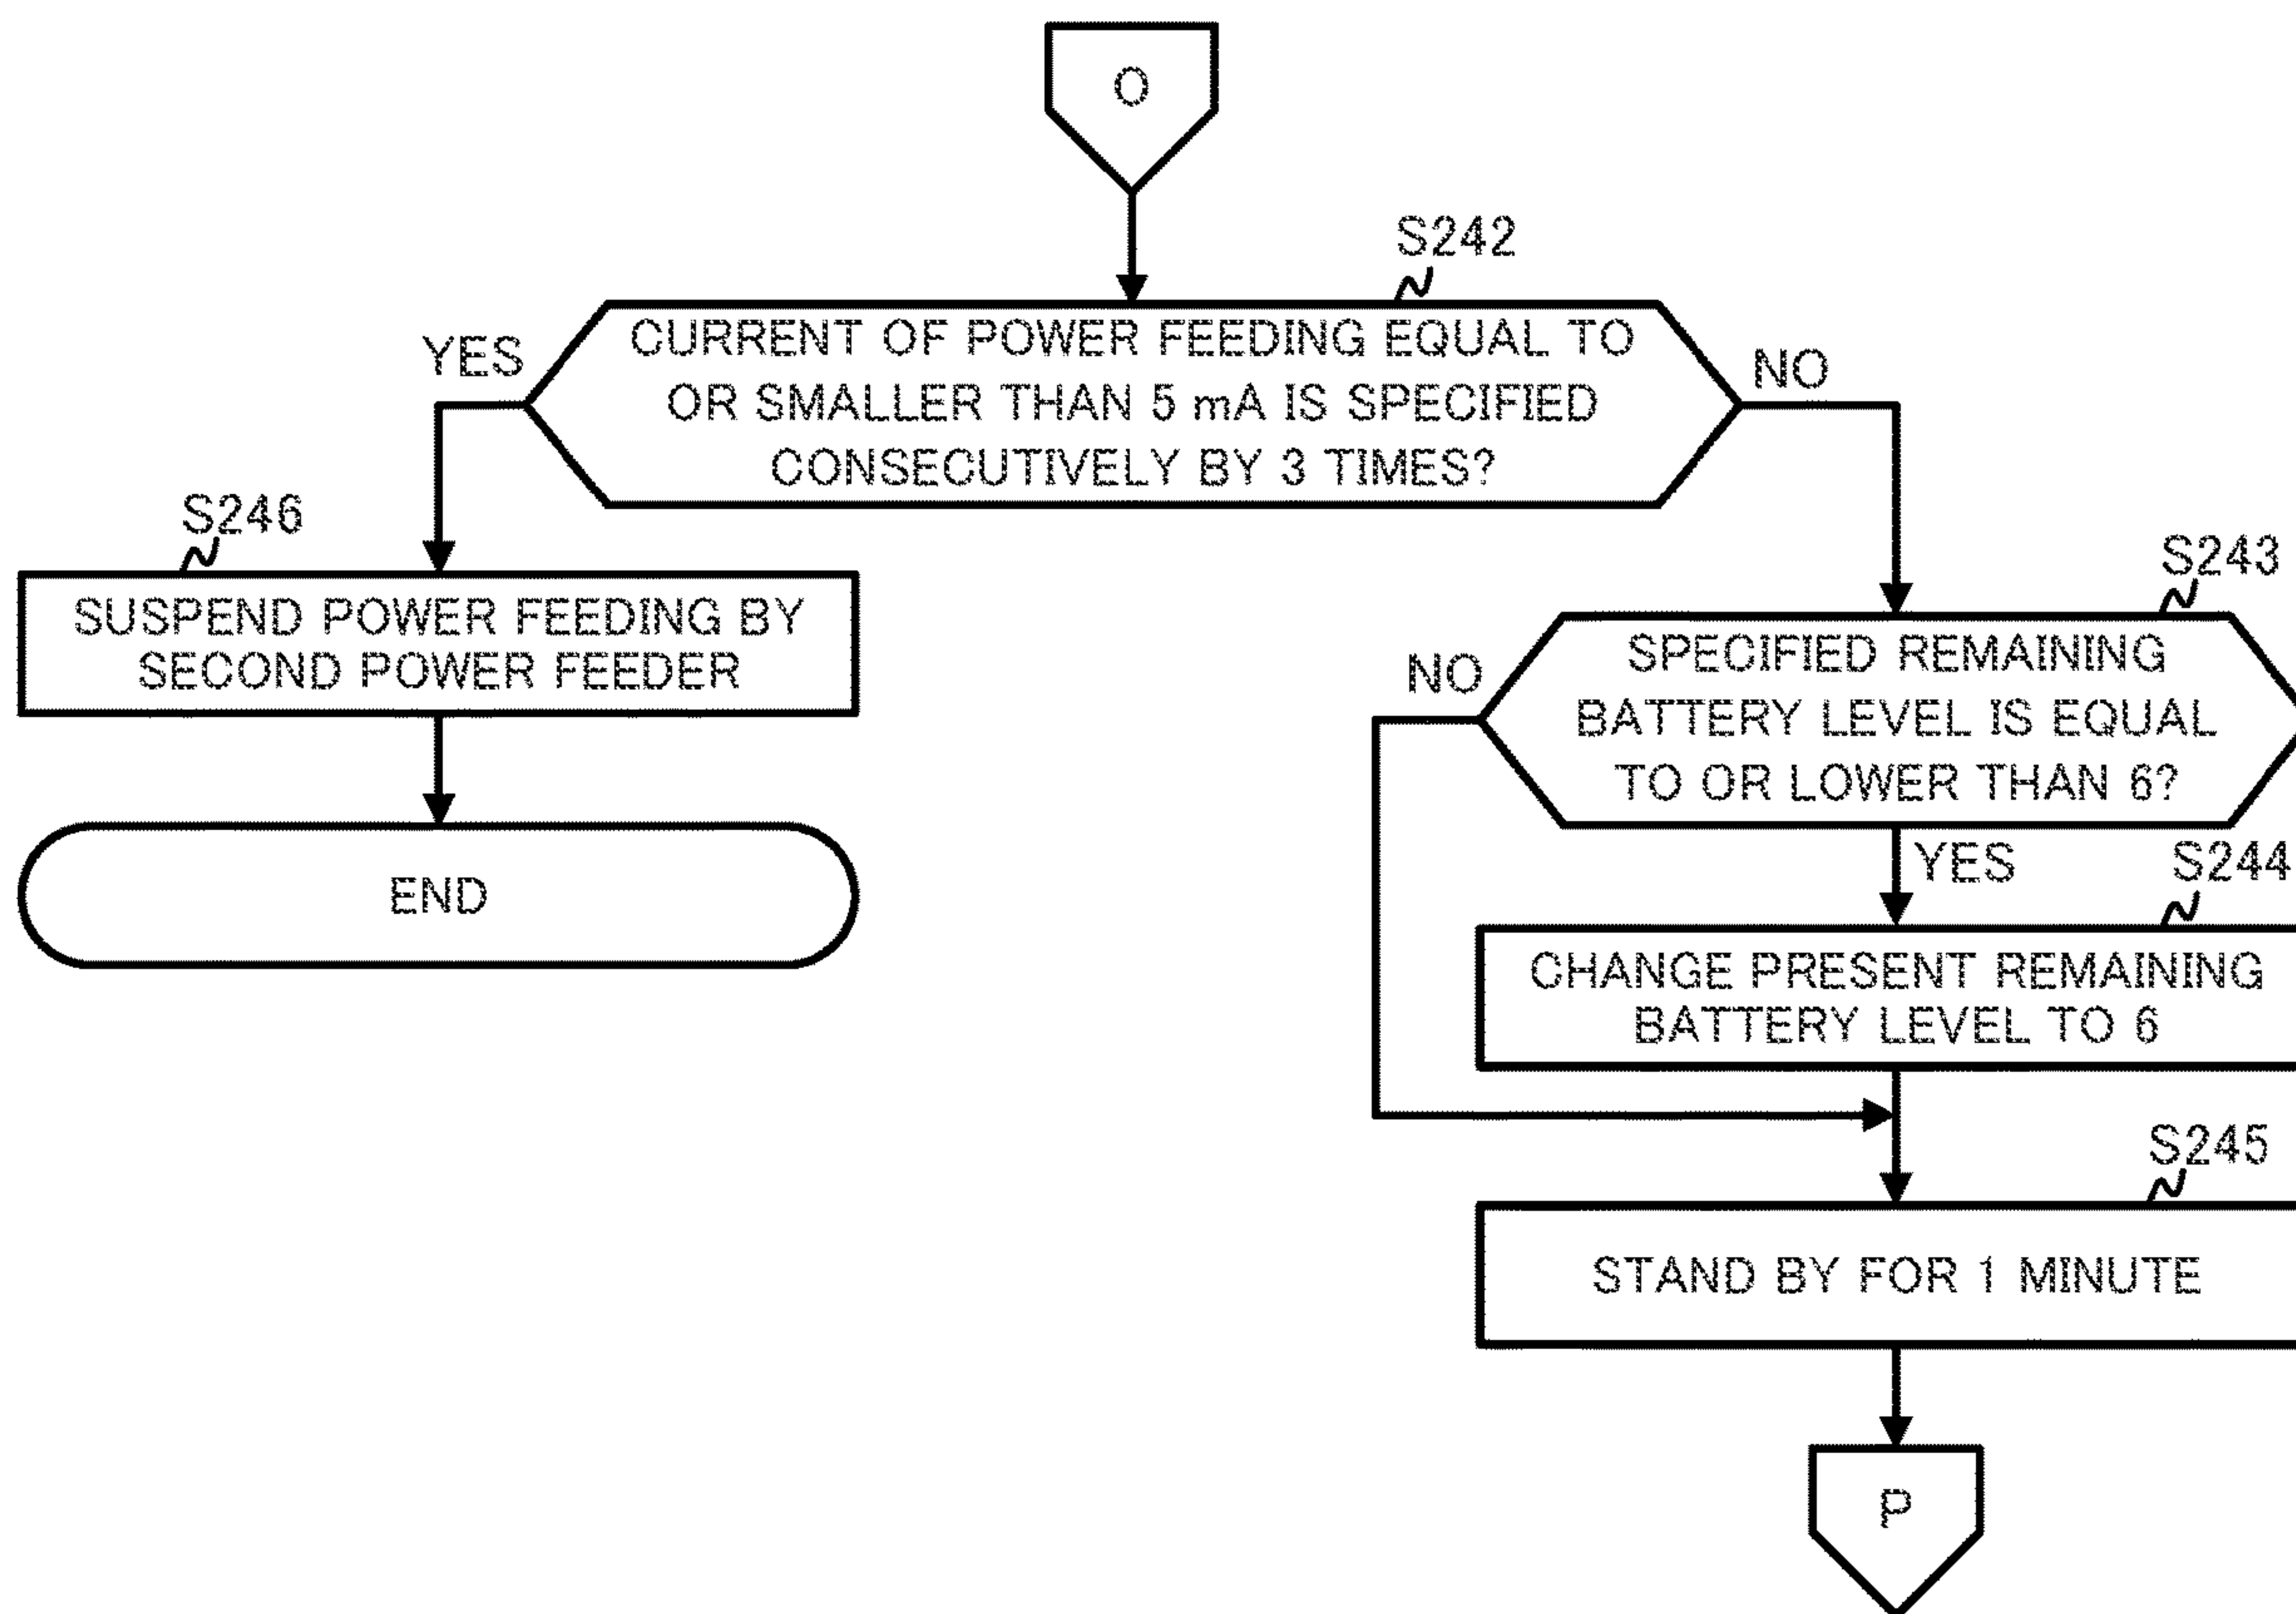 O
S242
CURRENT OF POWER FEEDING EQUAL TO
OR SMALLER THAN 5 mA IS SPECIFIED
CONSECUTIVELY BY 3 TIMES?
YES
NO
S246
SUSPEND POWER FEEDING BY
SECOND POWER FEEDER
END
S243
SPECIFIED REMAINING
BATTERY LEVEL IS EQUAL
TO OR LOWER THAN 6?
NO
YES
S244
CHANGE PRESENT REMAINING
BATTERY LEVEL TO 6
S245
STAND BY FOR 1 MINUTE
P